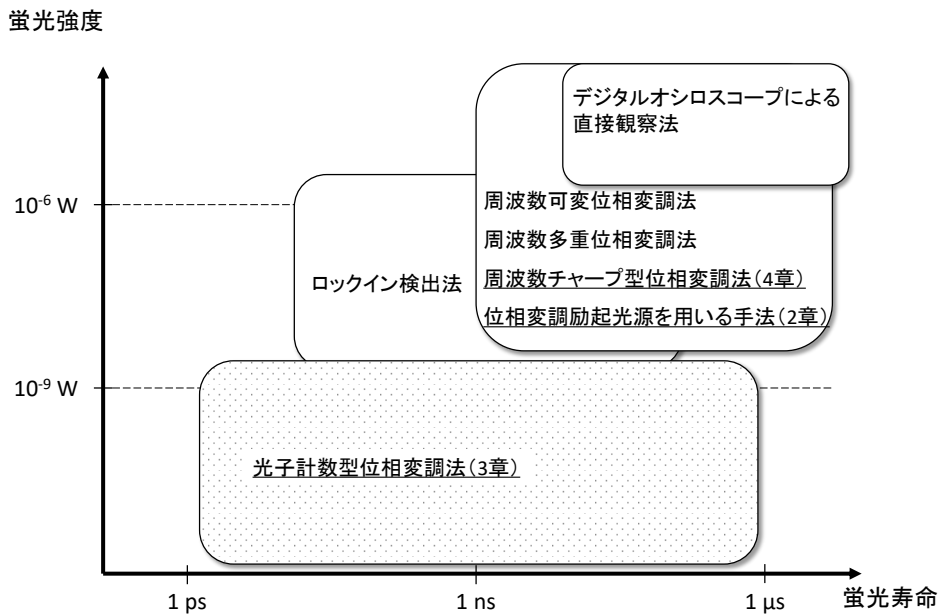 蛍光強度
デジタルオシロスコープによる
直接観察法
10-6 W
周波数可変位相変調法
周波数多重位相変調法
ロックイン検出法
周波数チャープ型位相変調法(4章)
位相変調励起光源を用いる手法(2章)
10-9 W
光子計数型位相変調法(3章)
1 ps
1 ns
1 μs
蛍光寿命